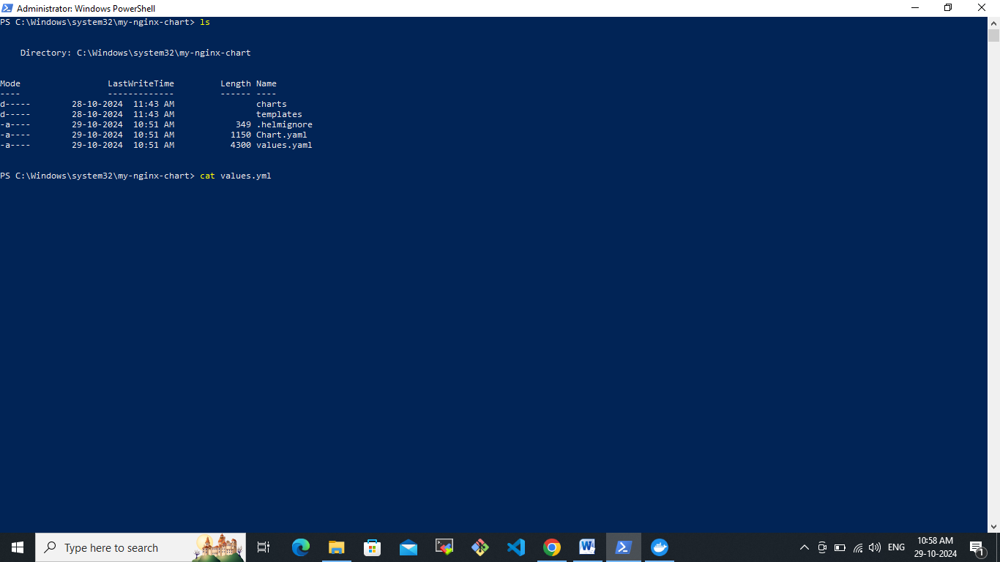 Administrator: Windows PowerShell
PS C:\Windows\system32\my-nginx-chart> ls
Directory: C:\Windows\system32\my-nginx-chart
Mode LastWriteTime Length Name
---- ------------- ------ ----
d----- 28-10-2024 11:43 AM charts
d----- 28-10-2024 11:43 AM templates
-a---- 29-10-2024 10:51 AM 349 .helmignore
-a---- 29-10-2024 10:51 AM 1150 Chart.yaml
-a---- 29-10-2024 10:51 AM 4300 values.yaml
PS C:\Windows\system32\my-nginx-chart> cat values.yml
Type here to search
ENG
10:58 AM
29-10-2024
1